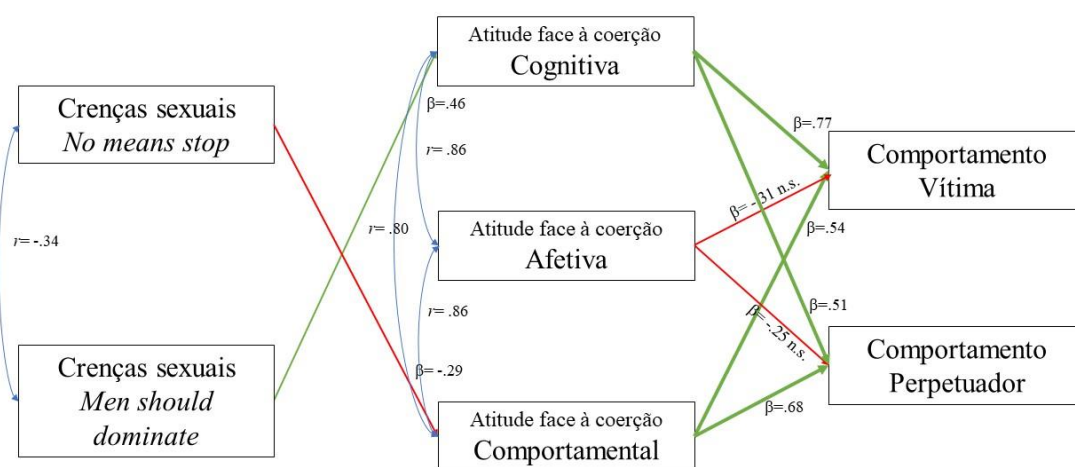 Atitude face à coerção
Cognitiva
Crenças sexuais
No means stop
β=.46
r= .86
β=.77
Comportamento
Vítima
β= -.31 n.s.
r= -.34
r= .80
Atitude face à coerção
Afetiva
β=.54
r= .86
β=.51
β= -.25 n.s.
Crenças sexuais
Men should
dominate
β= -.29
Comportamento
Perpetuador
β=.68
Atitude face à coerção
Comportamental